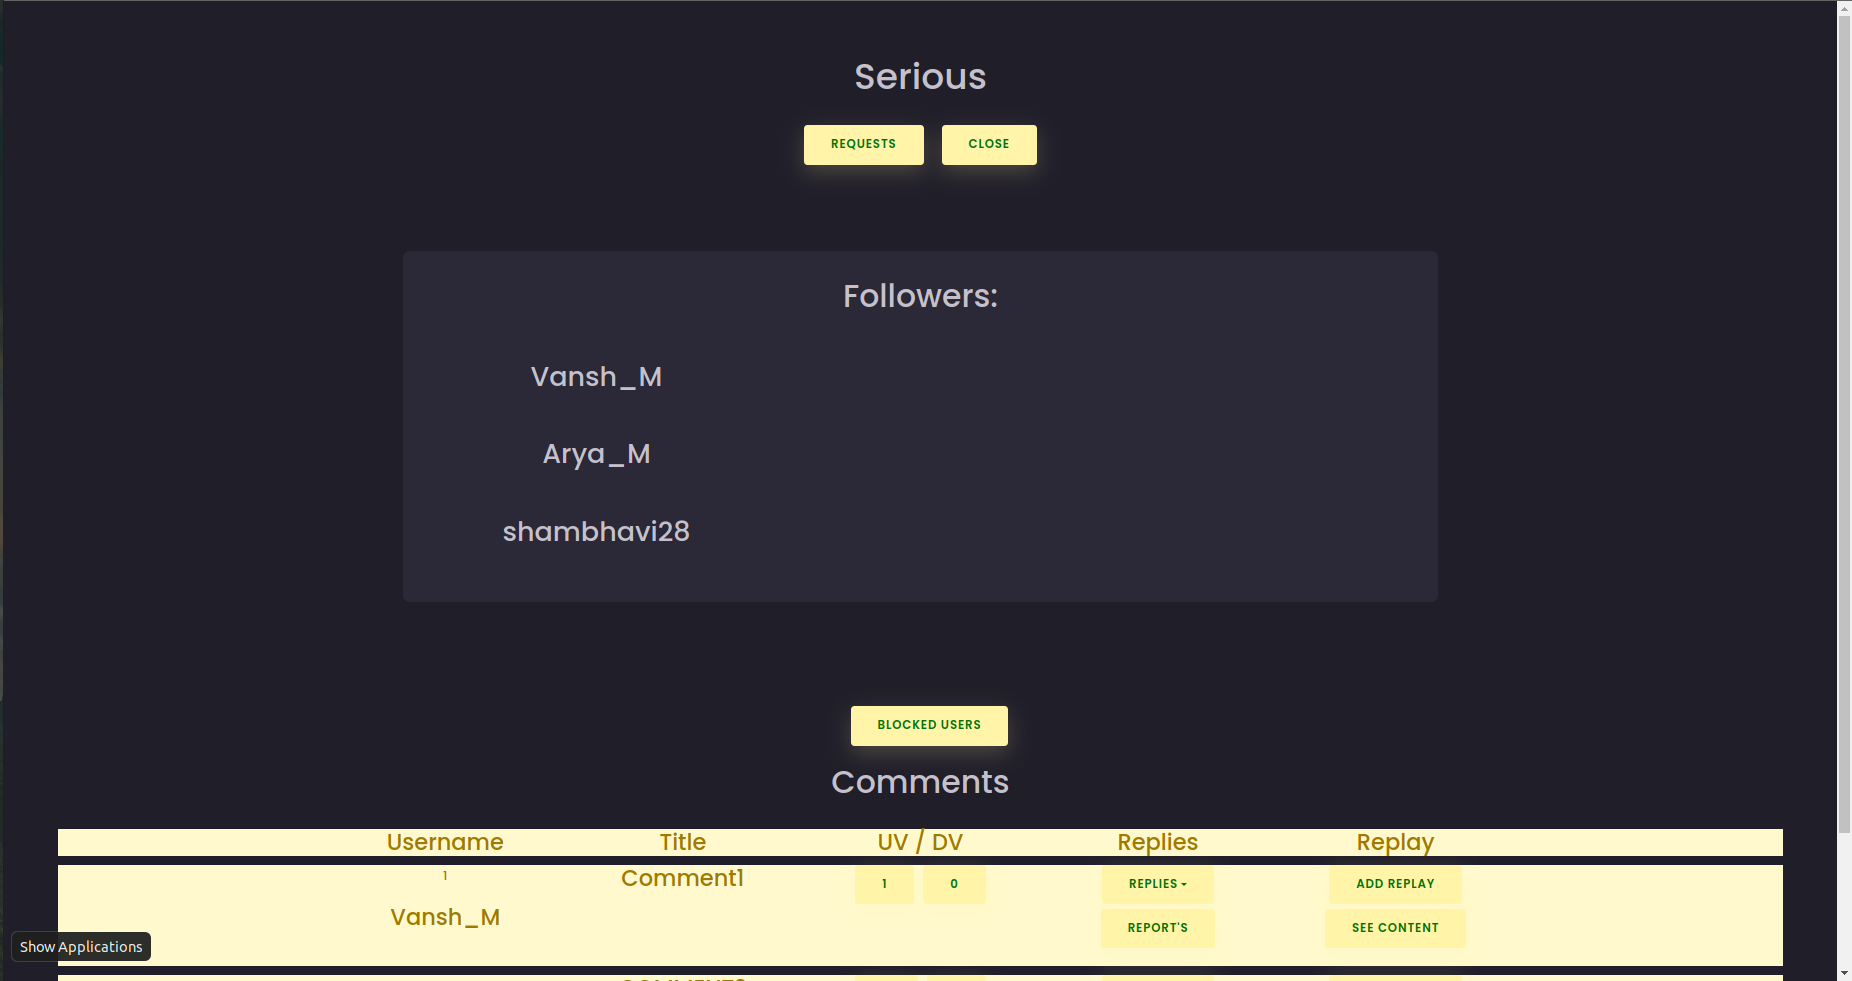 Serious
REQUESTS CLOSE
Followers:
Vansh_M
Arya_M
shambhavi28
BLOCKED USERS
Comments
Username Title UV / DV Replies Replay
1 Comment1 1 0 REPLIES ADD REPLAY
Vansh_M REPORT'S SEE CONTENT
Show Applications